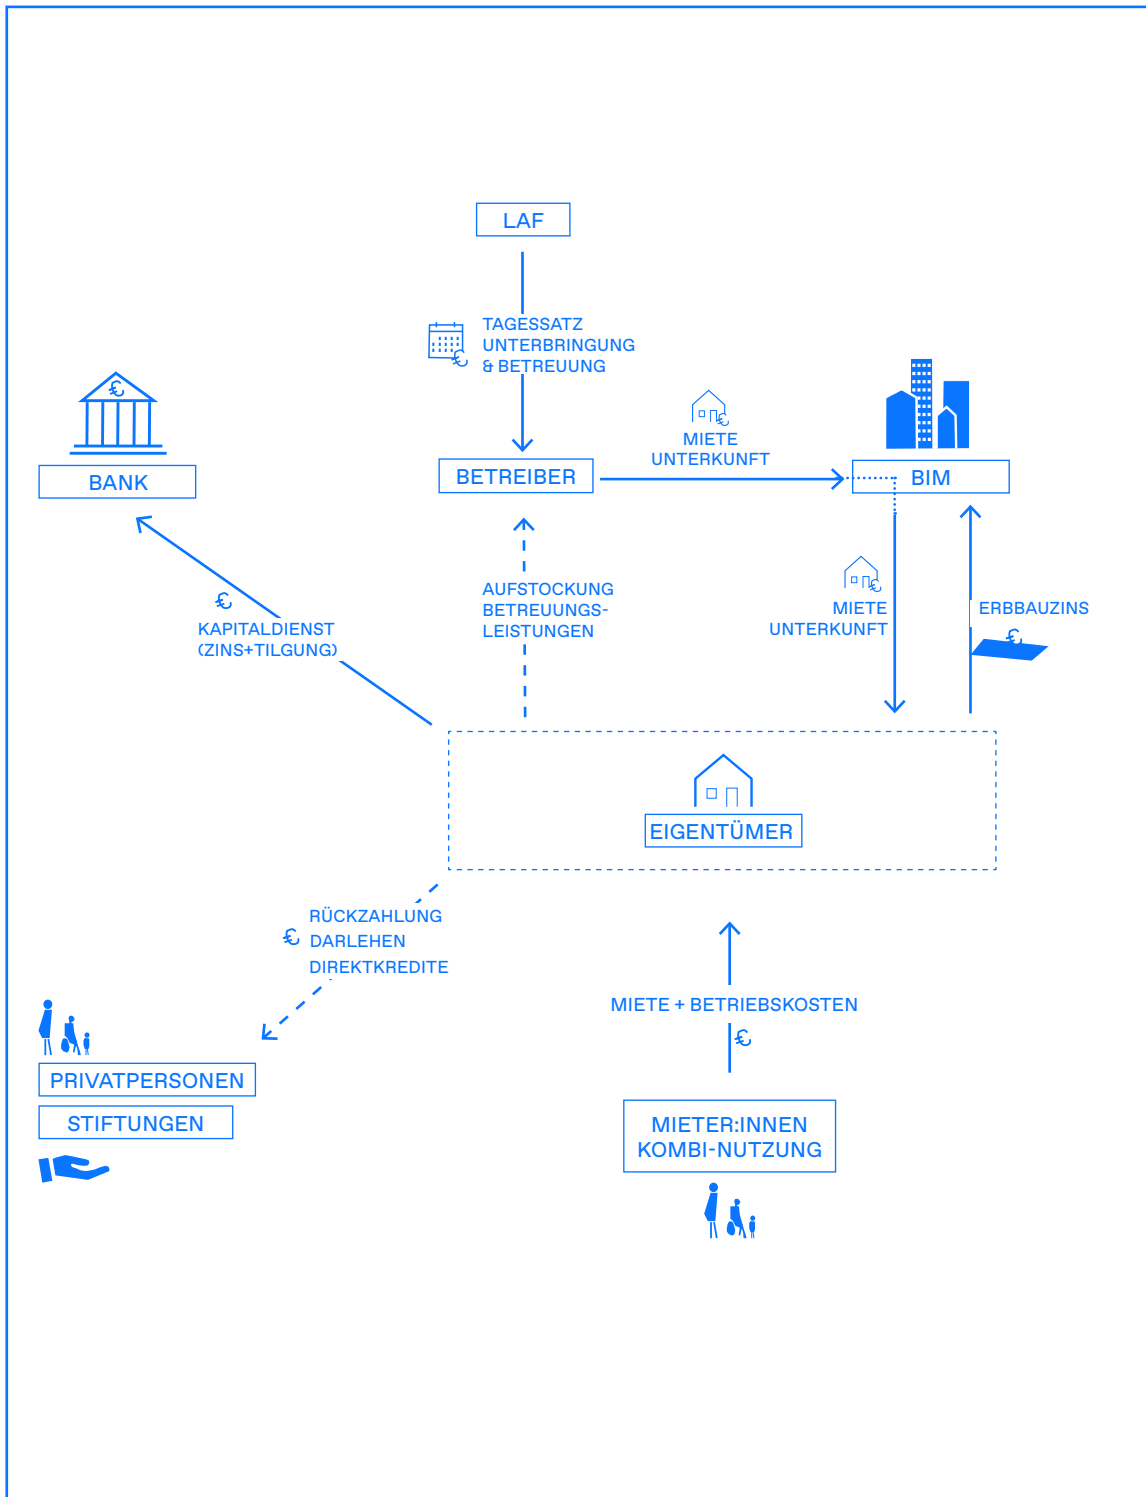 LAF
TAGESSATZ
UNTERBRINGUNG
& BETREUUNG
€
€
BANK
BETREIBER
€
MIETE
UNTERKUNFT
BIM
€
KAPITALDIENST
(ZINS+TILGUNG)
AUFSTOCKUNG
BETREUUNGS-
LEISTUNGEN
€
MIETE
UNTERKUNFT
ERBBAUZINS
€
EIGENTÜMER
€
RÜCKZAHLUNG
DARLEHEN
DIREKTKREDITE
MIETE + BETRIEBSKOSTEN
€
PRIVATPERSONEN
STIFTUNGEN
MIETER:INNEN
KOMBI-NUTZUNG